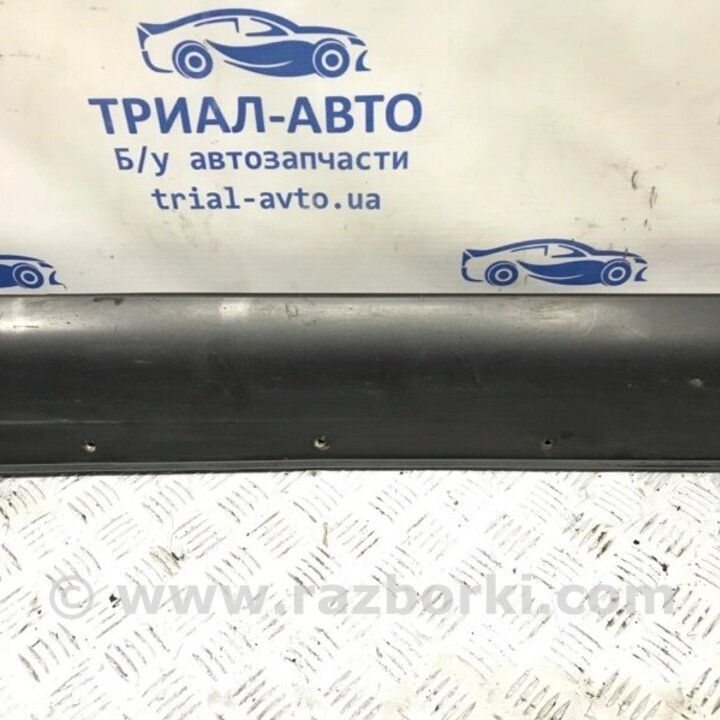 ТРИАЛ-АВТО
Б/у автозапчасти
trial-avto.ua
© www.razborki.com